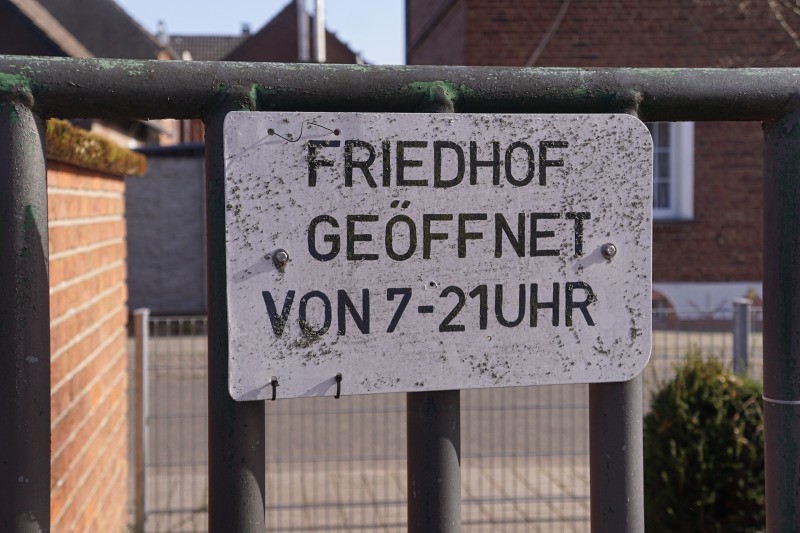 FRIEDHOF
GEÖFFNET
VON 7-21UHR